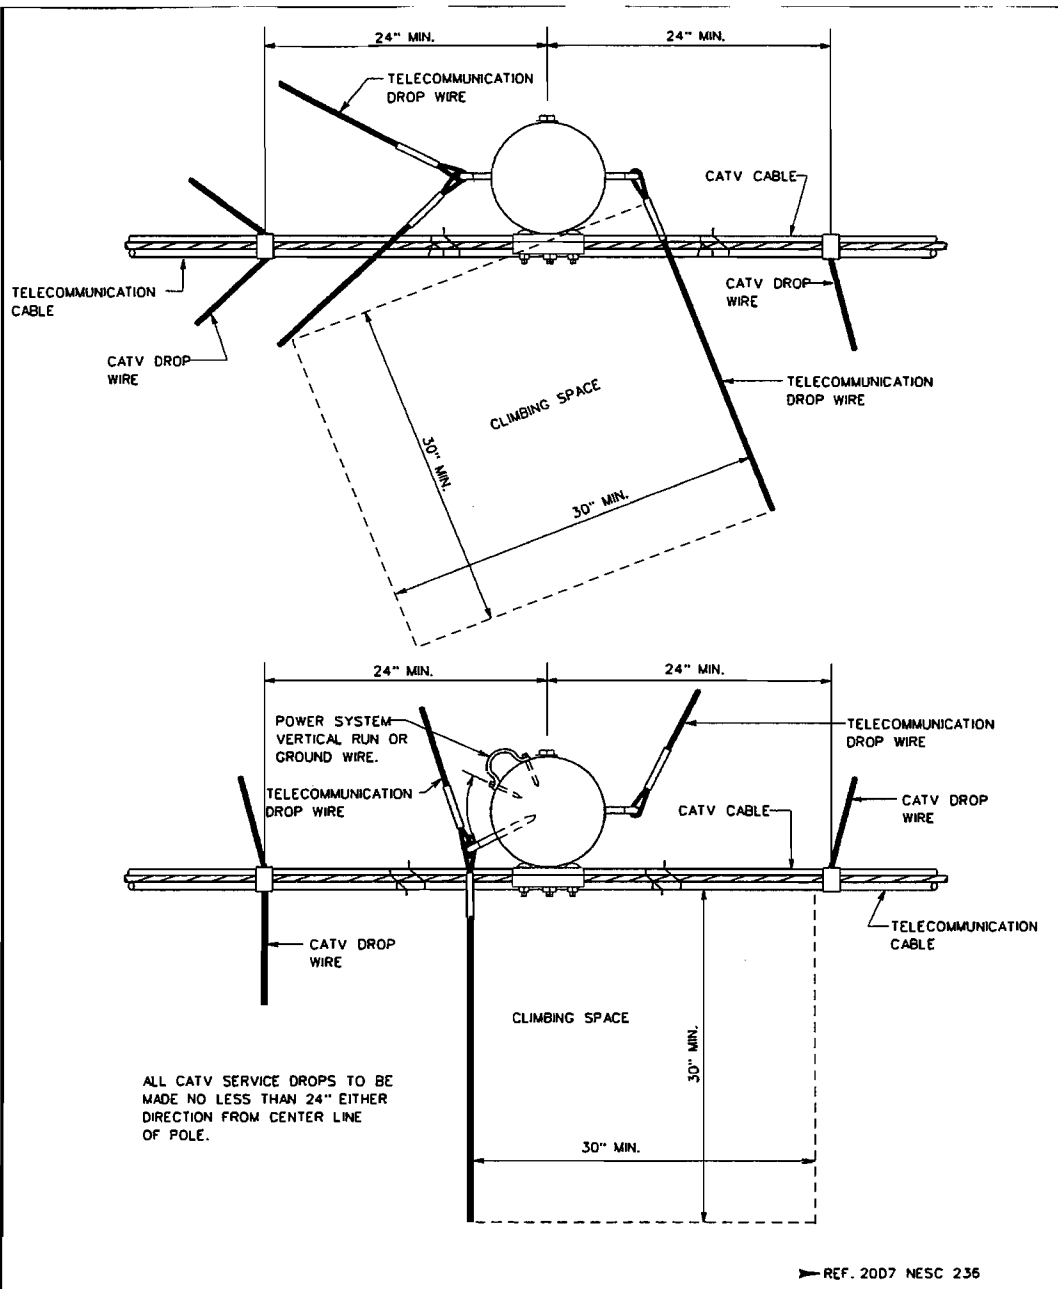 24" MIN.
24" MIN.
TELECOMMUNICATION
DROP WIRE
CATV CABLE
TELECOMMUNICATION
CABLE
CATV DROP
WIRE
CATV DROP
WIRE
TELECOMMUNICATION
DROP WIRE
CLIMBING SPACE
30" MIN.
30" MIN.
24" MIN.
24" MIN.
POWER SYSTEM
VERTICAL RUN OR
GROUND WIRE.
TELECOMMUNICATION
DROP WIRE
TELECOMMUNICATION
DROP WIRE
CATV CABLE
CATV DROP
WIRE
CATV DROP
WIRE
TELECOMMUNICATION
CABLE
CLIMBING SPACE
30" MIN.
30" MIN.
ALL CATV SERVICE DROPS TO BE
MADE NO LESS THAN 24" EITHER
DIRECTION FROM CENTER LINE
OF POLE.
REF. 2007 NESC 236